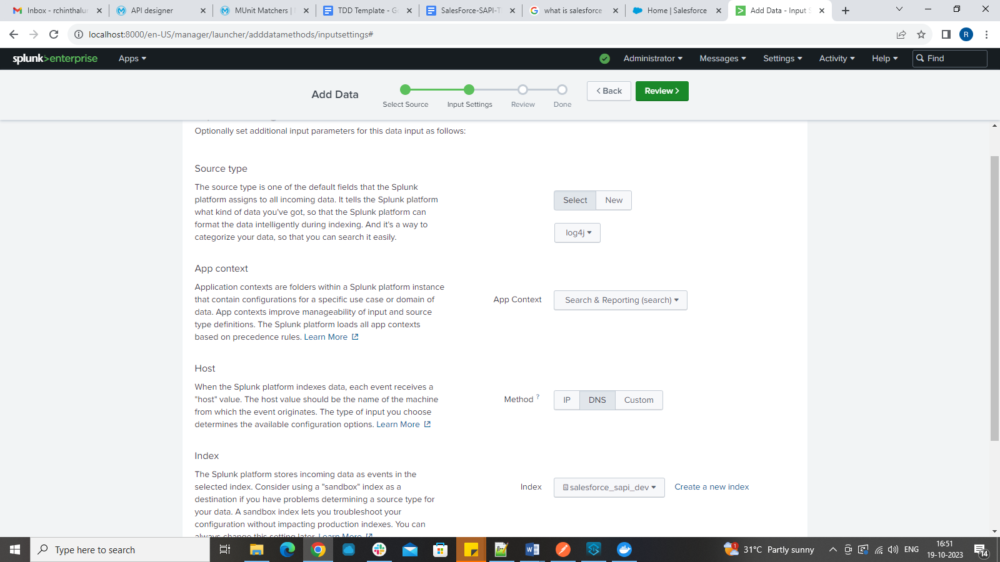 Inbox - rchinthalur
API designer
MUnit Matchers |
TDD Template - G
SalesForce-SAPI-T
what is salesforce
Home | Salesforce
Add Data - Input S
localhost:8000/en-US/manager/launcher/adddatamethods/inputsettings#
R
splunk>enterprise
Apps
Administrator
Messages
Settings
Activity
Help
Find
Add Data
Select Source
Input Settings
Review
Done
< Back
Review >
Optionally set additional input parameters for this data input as follows:
Source type
The source type is one of the default fields that the Splunk
platform assigns to all incoming data. It tells the Splunk platform
what kind of data you've got, so that the Splunk platform can
format the data intelligently during indexing. And it's a way to
categorize your data, so that you can search it easily.
Select
New
log4j
App context
Application contexts are folders within a Splunk platform instance
that contain configurations for a specific use case or domain of
data. App contexts improve manageability of input and source
type definitions. The Splunk platform loads all app contexts
based on precedence rules. Learn More
App Context
Search & Reporting (search)
Host
When the Splunk platform indexes data, each event receives a
"host" value. The host value should be the name of the machine
from which the event originates. The type of input you choose
determines the available configuration options. Learn More
Method ?
IP
DNS
Custom
Index
The Splunk platform stores incoming data as events in the
selected index. Consider using a "sandbox" index as a
destination if you have problems determining a source type for
your data. A sandbox index lets you troubleshoot your
configuration without impacting production indexes. You can
always change this setting later. Learn More
Index
salesforce_sapi_dev
Create a new index
Type here to search
1
31°C Partly sunny
ENG
16:51
19-10-2023
14